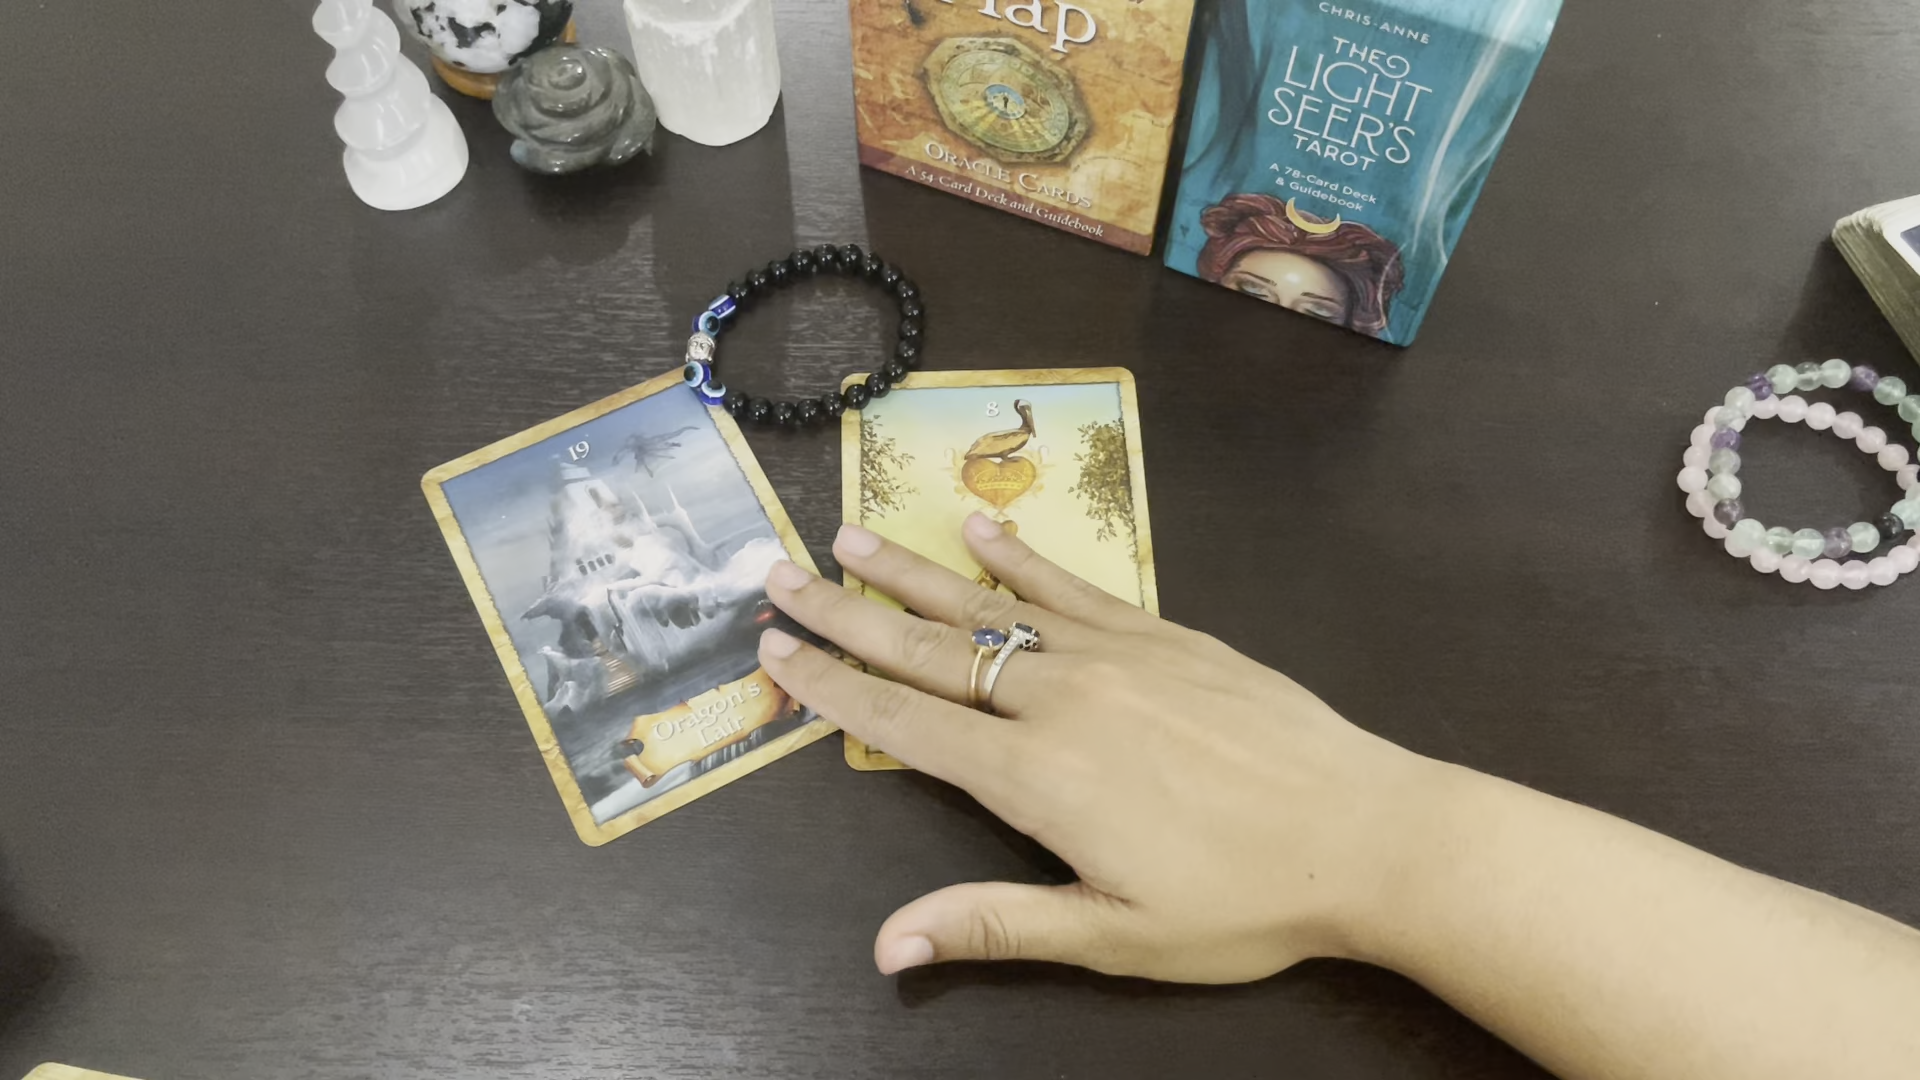 Map
ORACLE CARDS
A 54 Card Deck and Guidebook
CHRIS-ANNE
THE
LIGHT
SEER'S
TAROT
A 78-Card Deck
& Guidebook
19
Dragon's
Lair
8